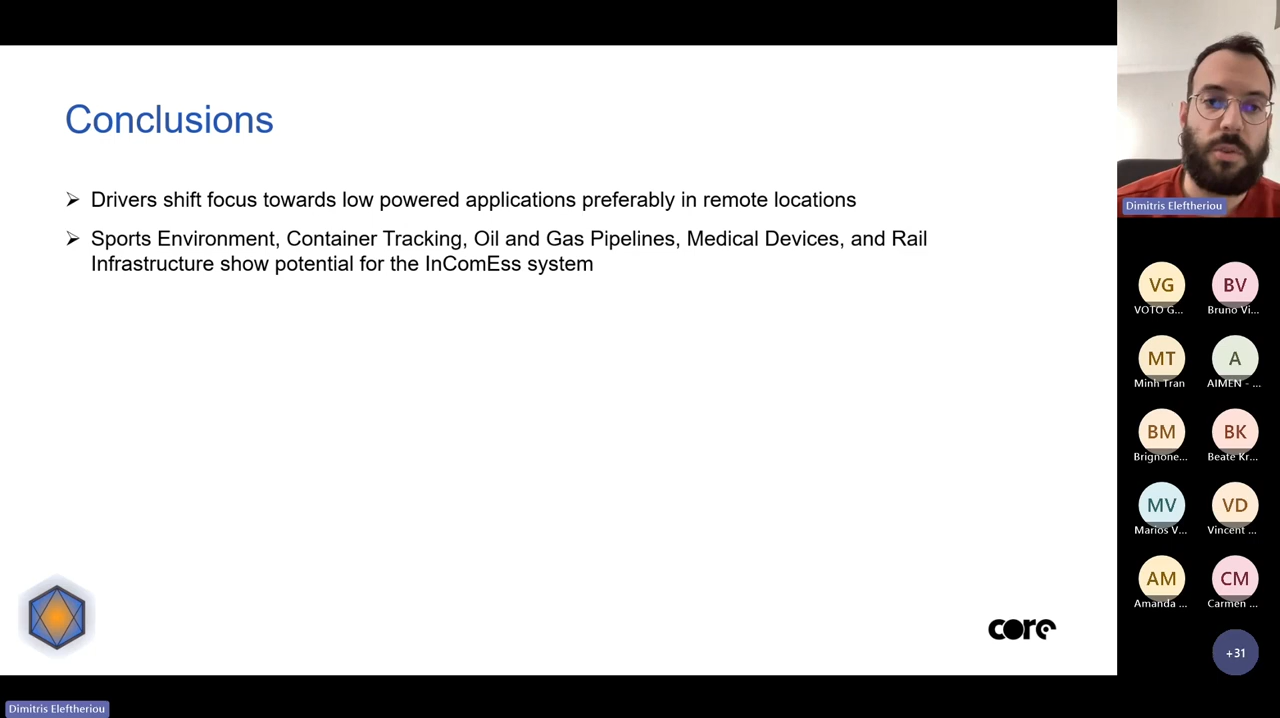 Conclusions
Drivers shift focus towards low powered applications preferably in remote locations
Sports Environment, Container Tracking, Oil and Gas Pipelines, Medical Devices, and Rail
Infrastructure show potential for the InComEss system
core
Dimitris Eleftheriou
Dimitris Eleftheriou
VG
BV
VOTO G...
Bruno Vi...
MT
A
Minh Tran
AIMEN - ...
BM
BK
Brignone...
Beate Kr...
MV
VD
Marios V...
Vincent ...
AM
CM
Amanda ...
Carmen ...
+31